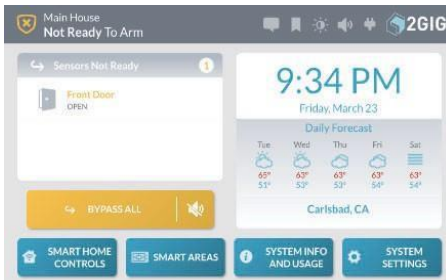 Main House
Not Ready To Arm
2GIG
Sensors Not Ready
1
Front Door
OPEN
BYPASS ALL
9:34 PM
Friday, March 23
Daily Forecast
Tue Wed Thu Fri Sat
65° 63° 63° 63° 63°
51° 53° 53° 54° 54°
Carlsbad, CA
SMART HOME
CONTROLS
SMART AREAS
SYSTEM INFO
AND USAGE
SYSTEM
SETTINGS